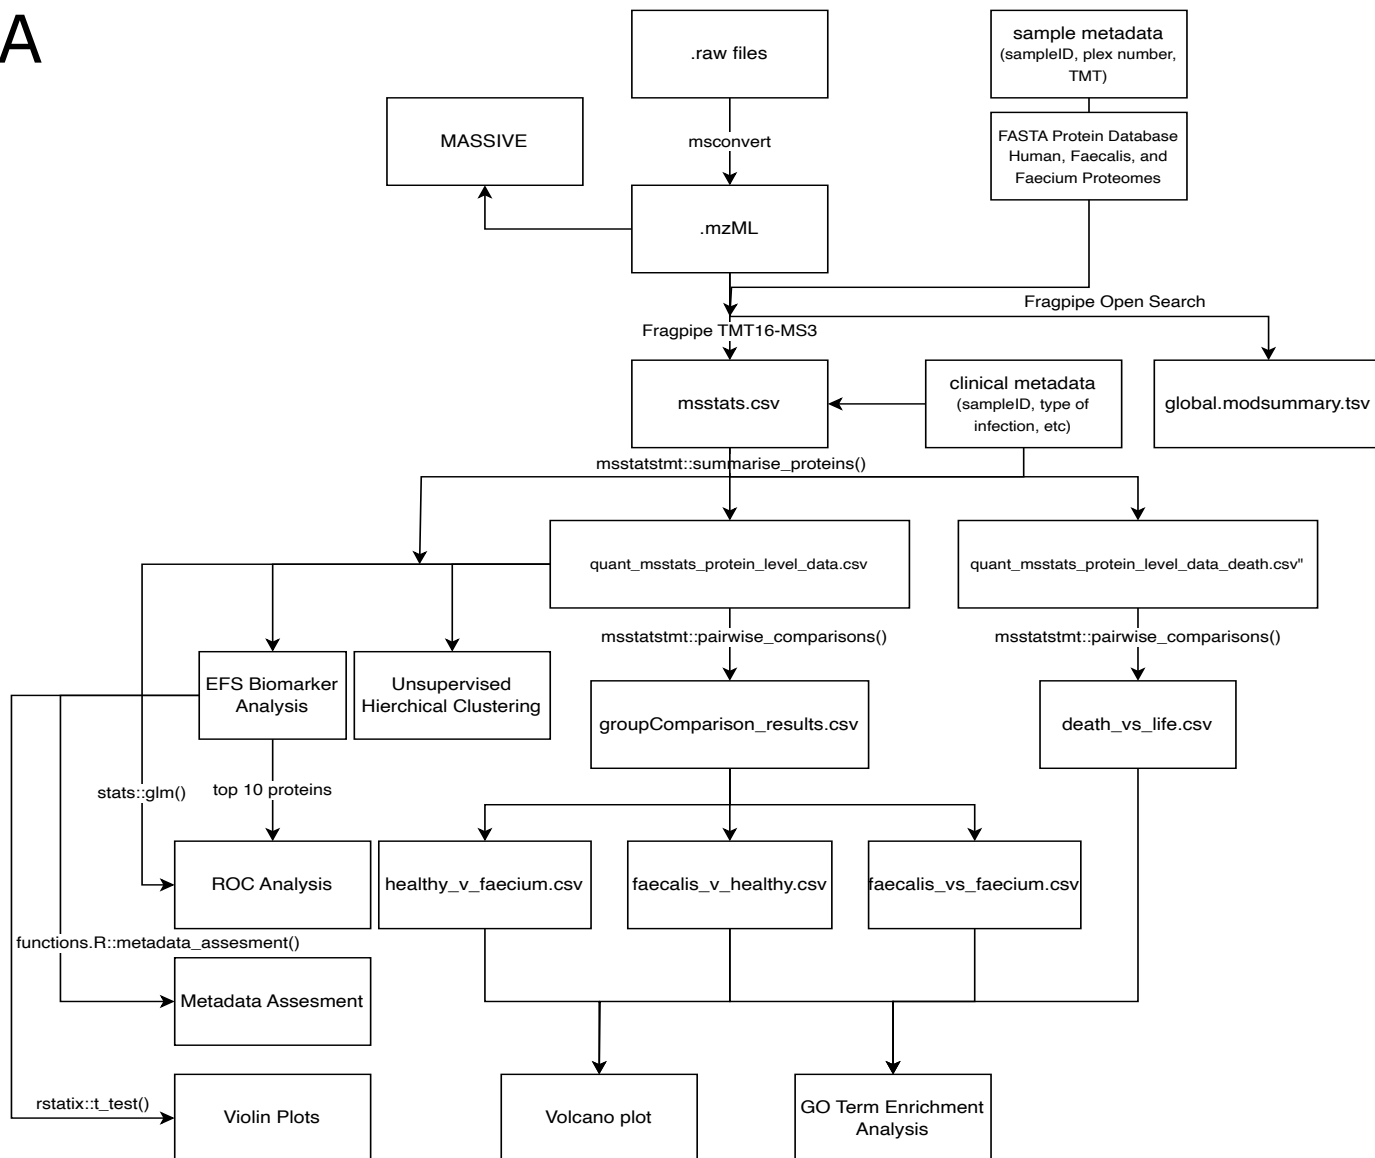 A
.raw files
sample metadata
(sampleID, plex number,
TMT)
MASSIVE
msconvert
FASTA Protein Database
Human, Faecalis, and
Faecium Proteomes
.mzML
Fragpipe Open Search
Fragpipe TMT16-MS3
msstats.csv
clinical metadata
(sampleID, type of
infection, etc)
global.modsummary.tsv
msstatstmt::summarise_proteins()
quant_msstats_protein_level_data.csv
quant_msstats_protein_level_data_death.csv"
msstatstmt::pairwise_comparisons()
msstatstmt::pairwise_comparisons()
EFS Biomarker
Analysis
Unsupervised
Hierchical Clustering
groupComparison_results.csv
death_vs_life.csv
stats::glm()
top 10 proteins
ROC Analysis
healthy_v_faecium.csv
faecalis_v_healthy.csv
faecalis_vs_faecium.csv
functions.R::metadata_assesment()
Metadata Assesment
rstatix::t_test()
Violin Plots
Volcano plot
GO Term Enrichment
Analysis